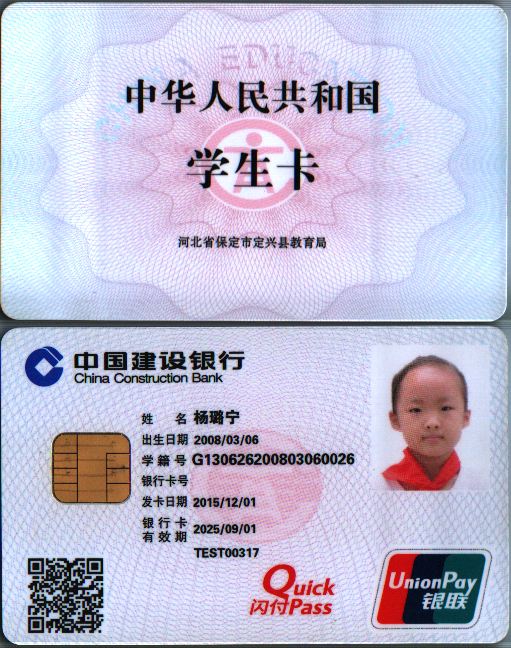 中华人民共和国
学生卡
河北省保定市定兴县教育局
中国建设银行
China Construction Bank
姓 名 杨璐宁
出生日期 2008/03/06
学籍号 G130626200803060026
银行卡号
发卡日期 2015/12/01
银行卡
有效期 2025/09/01
TEST00317
Quick
闪付Pass
UnionPay
银联